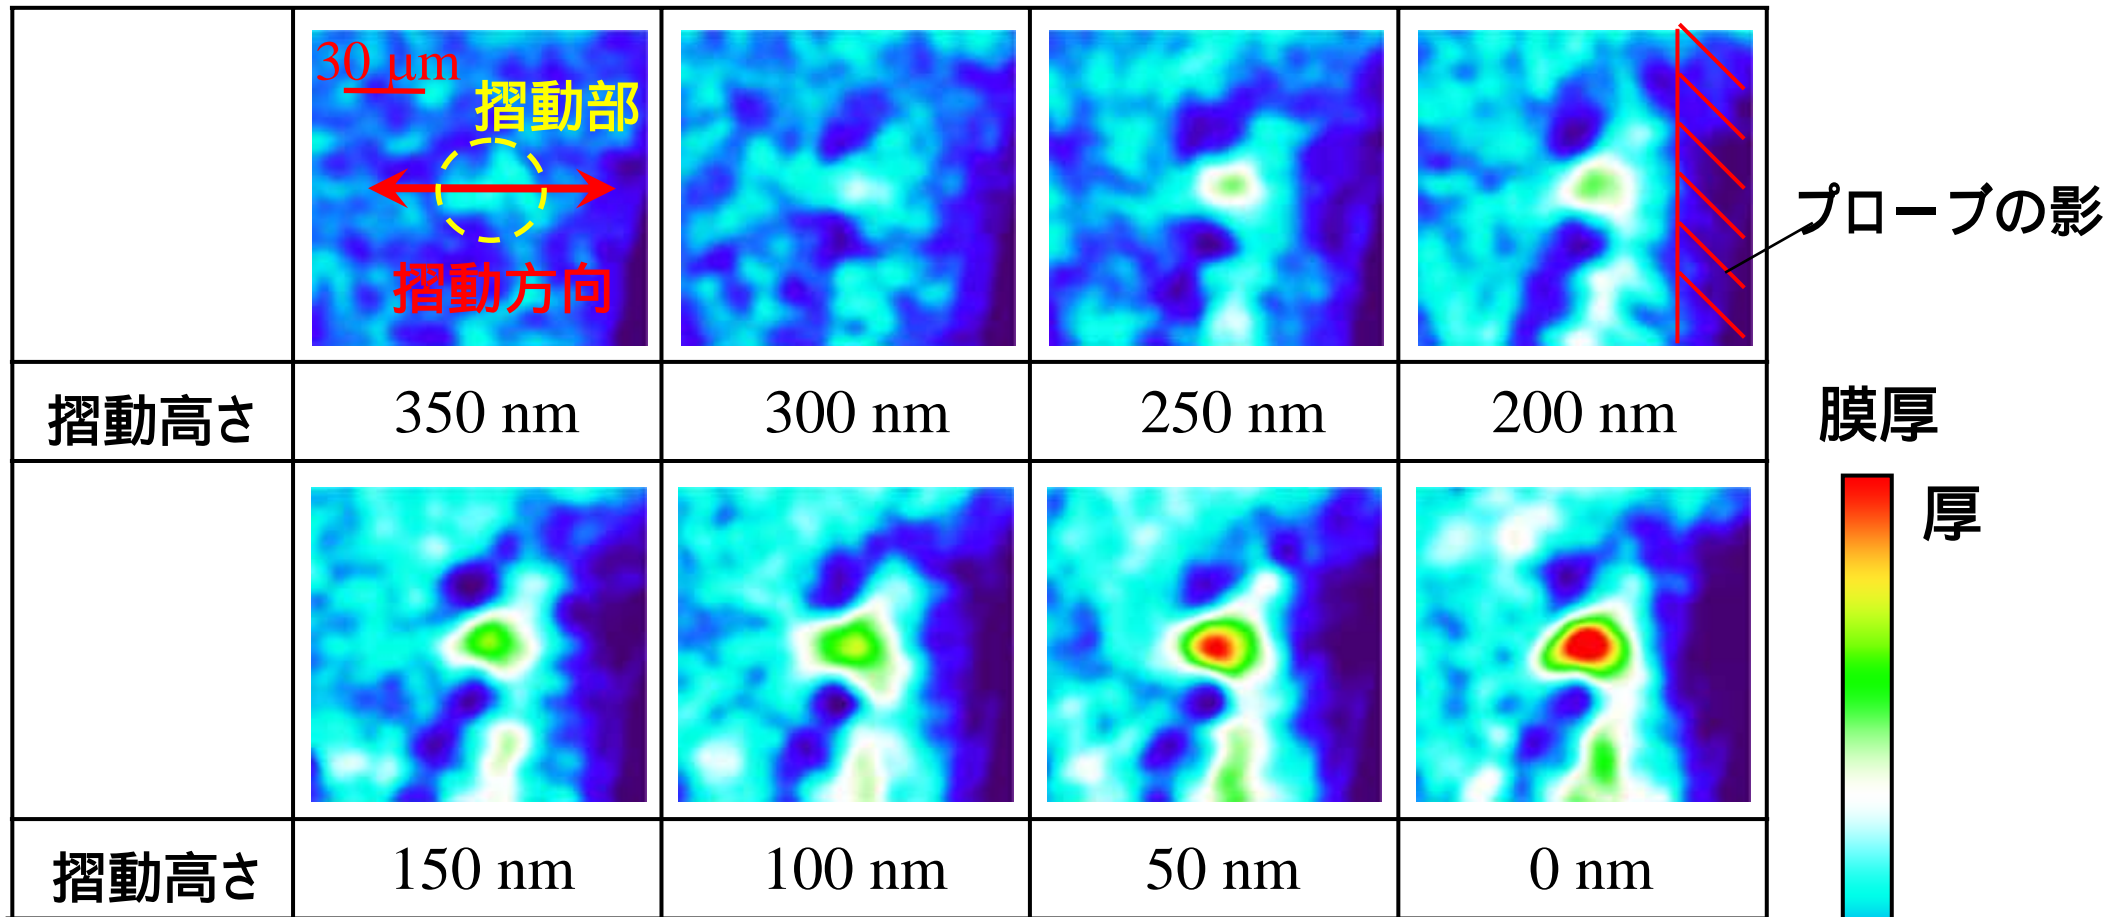 30 μm
摺動部
摺動方向
プローブの影
摺動高さ
350 nm
300 nm
250 nm
200 nm
膜厚
厚
摺動高さ
150 nm
100 nm
50 nm
0 nm